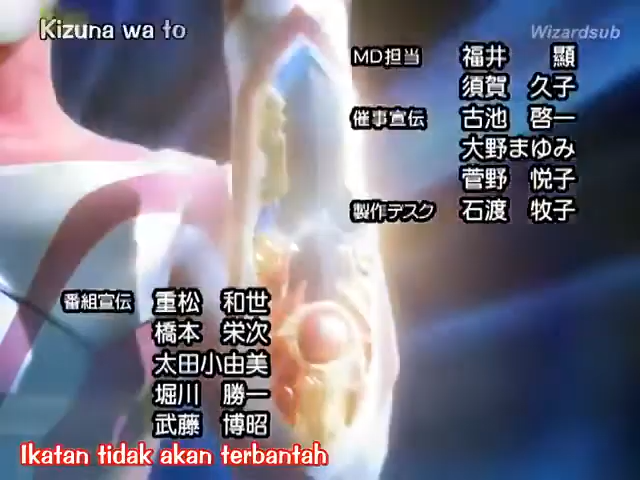 Kizuna wa to
Wizardsub
MD担当 福井 顯
須賀 久子
催事宣伝 古池 啓一
大野まゆみ
菅野 悦子
製作デスク 石渡 牧子
番組宣伝 重松 和世
橋本 栄次
太田小由美
堀川 勝一
武藤 博昭
Ikatan tidak akan terbantah